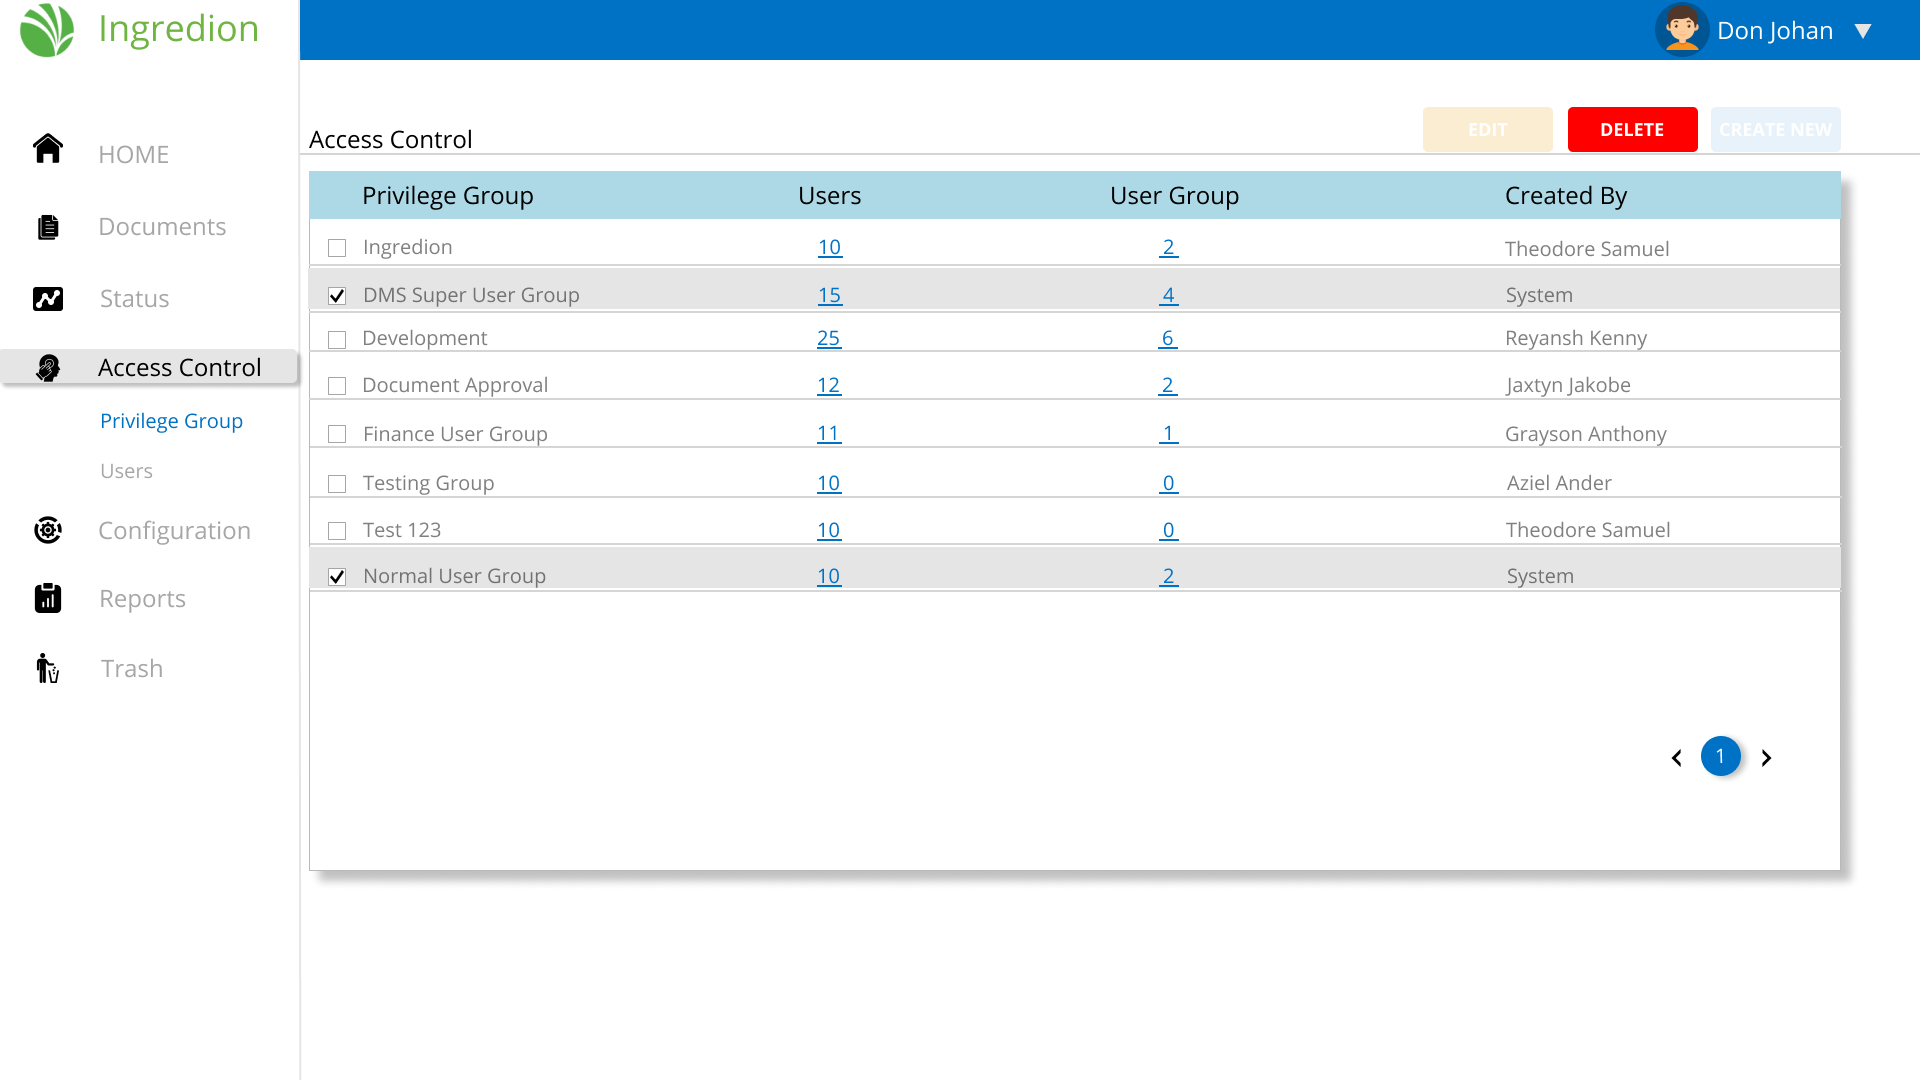 Ingredion
Don Johan ▼
HOME
Documents
Status
Access Control
Privilege Group
Users
Configuration
Reports
Trash
Access Control
EDIT
DELETE
CREATE NEW
Privilege Group Users User Group Created By
Ingredion 10 2 Theodore Samuel
DMS Super User Group 15 4 System
Development 25 6 Reyansh Kenny
Document Approval 12 2 Jaxtyn Jakobe
Finance User Group 11 1 Grayson Anthony
Testing Group 10 0 Aziel Ander
Test 123 10 0 Theodore Samuel
Normal User Group 10 2 System
1